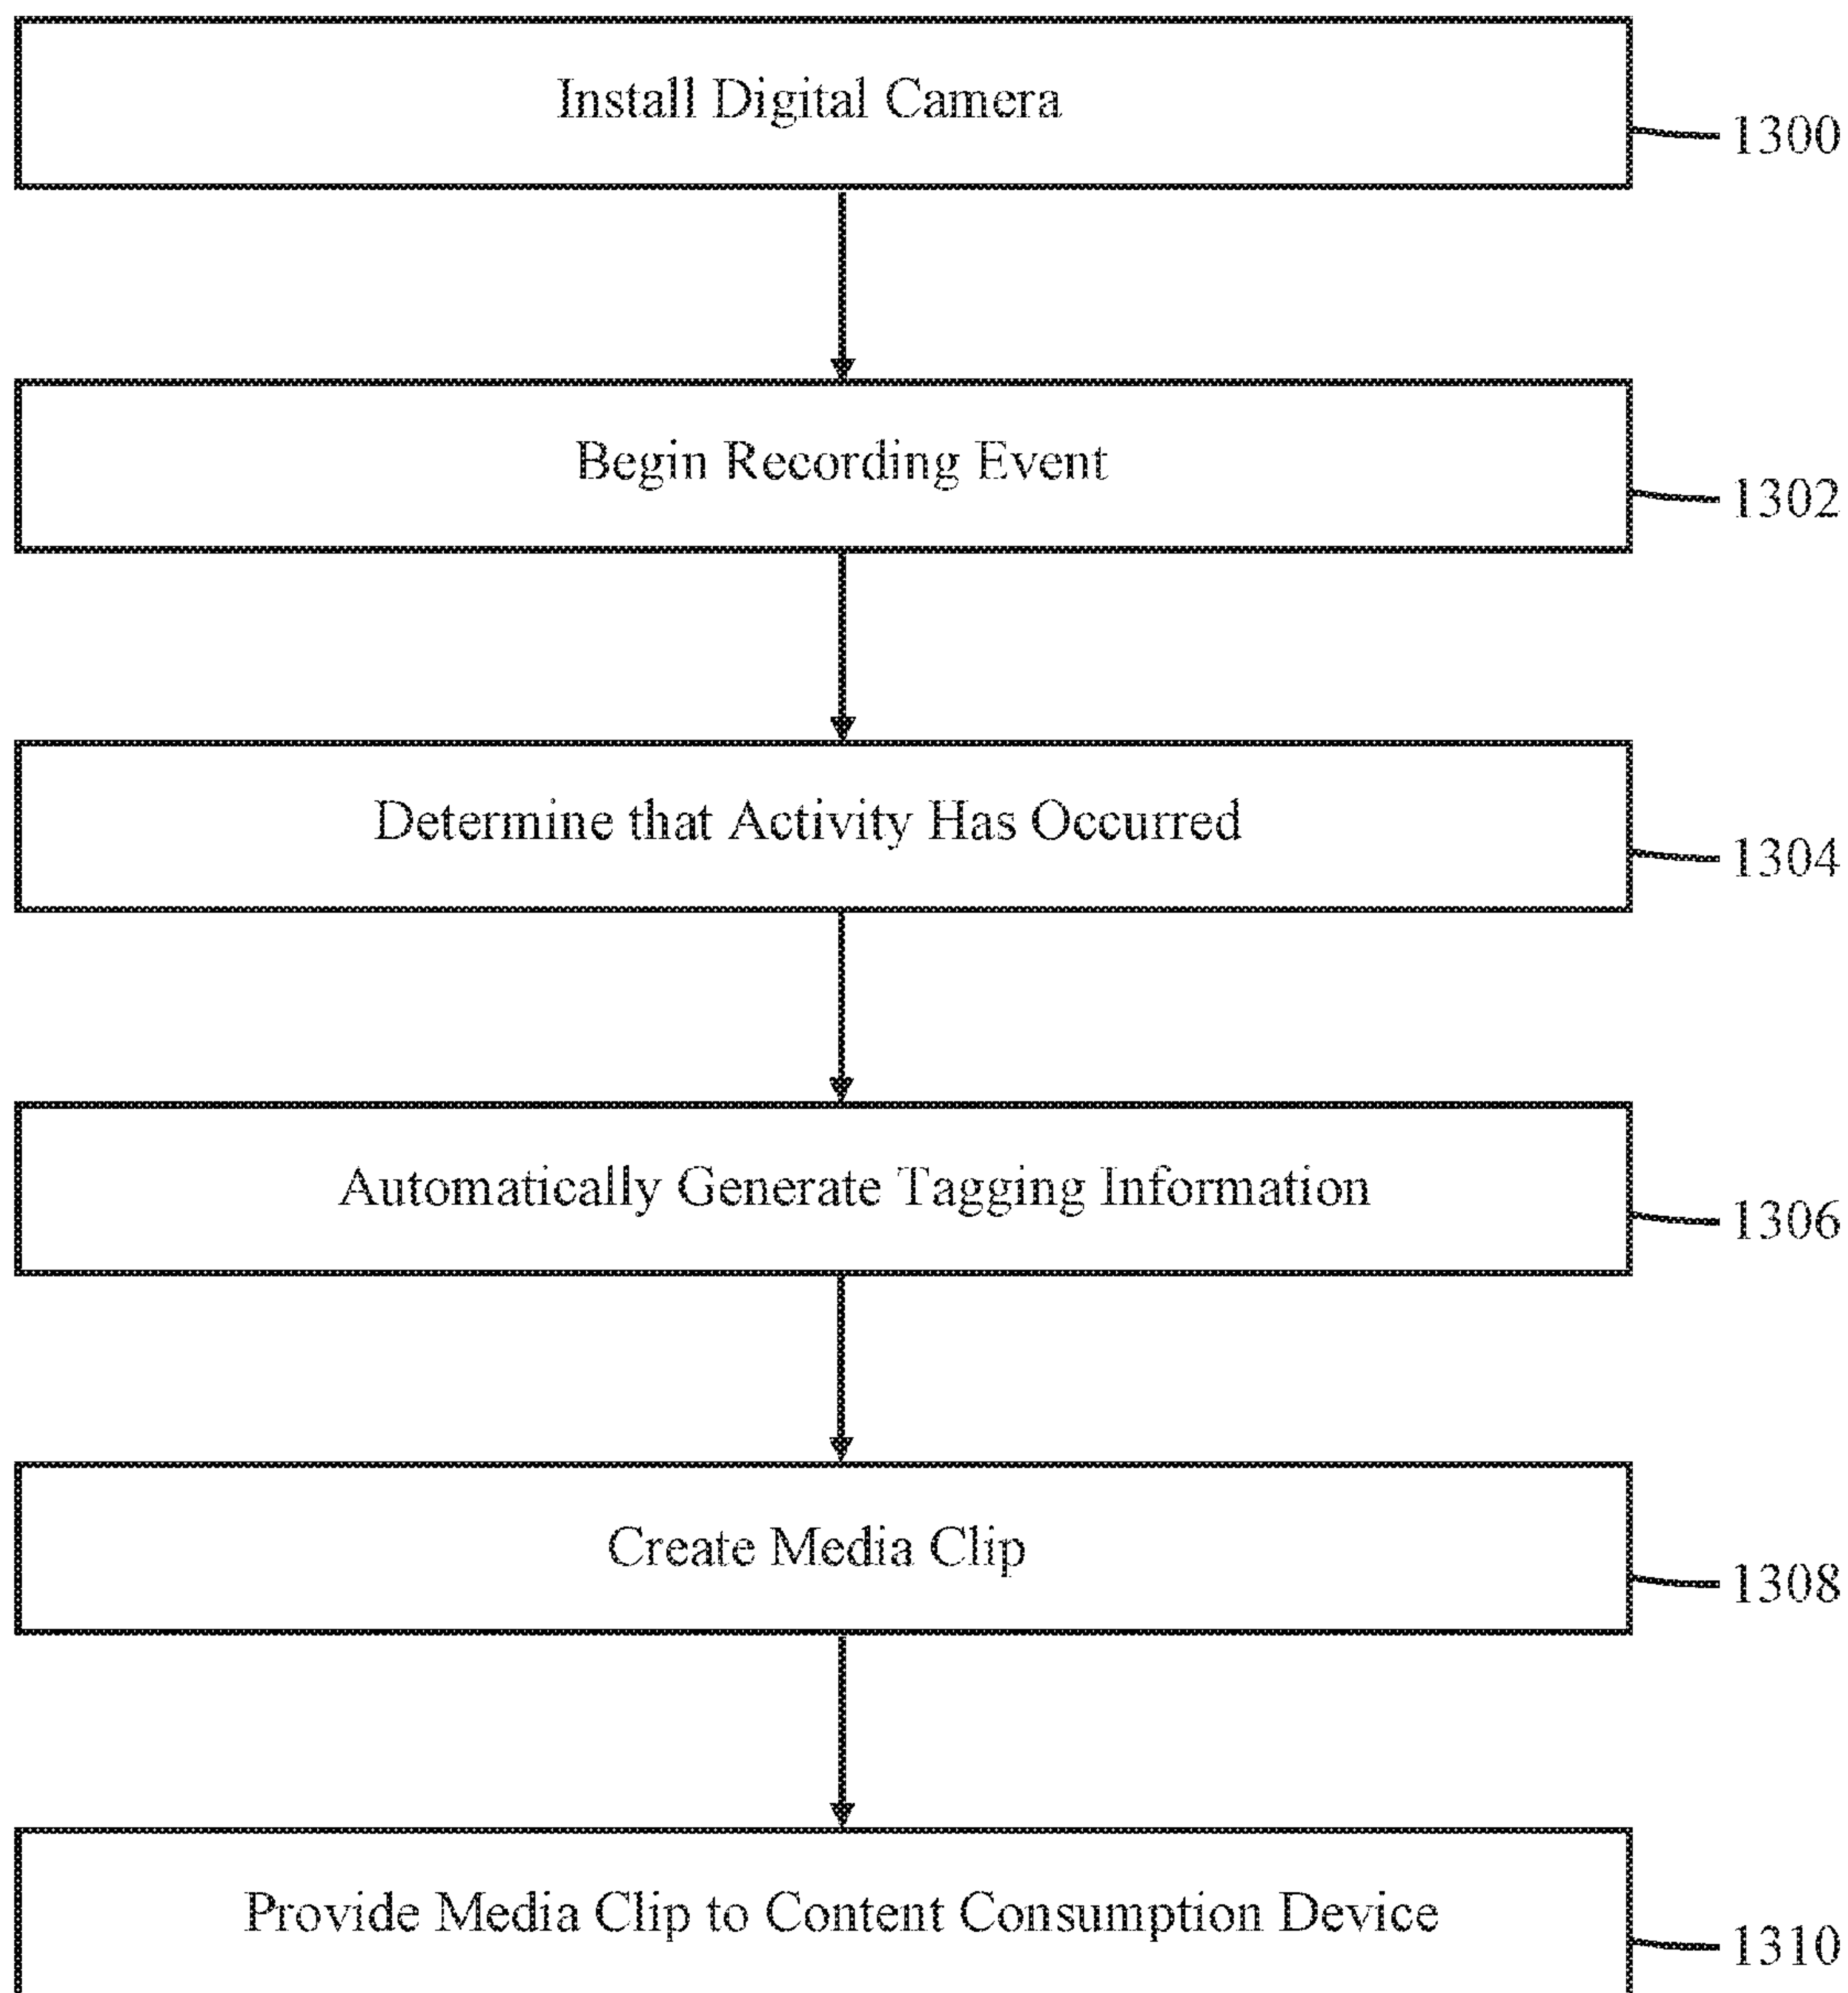 Install Digital Camera
1300
Begin Recording Event
1302
Determine that Activity Has Occurred
1304
Automatically Generate Tagging Information
1306
Create Media Clip
1308
Provide Media Clip to Content Consumption Device
1310